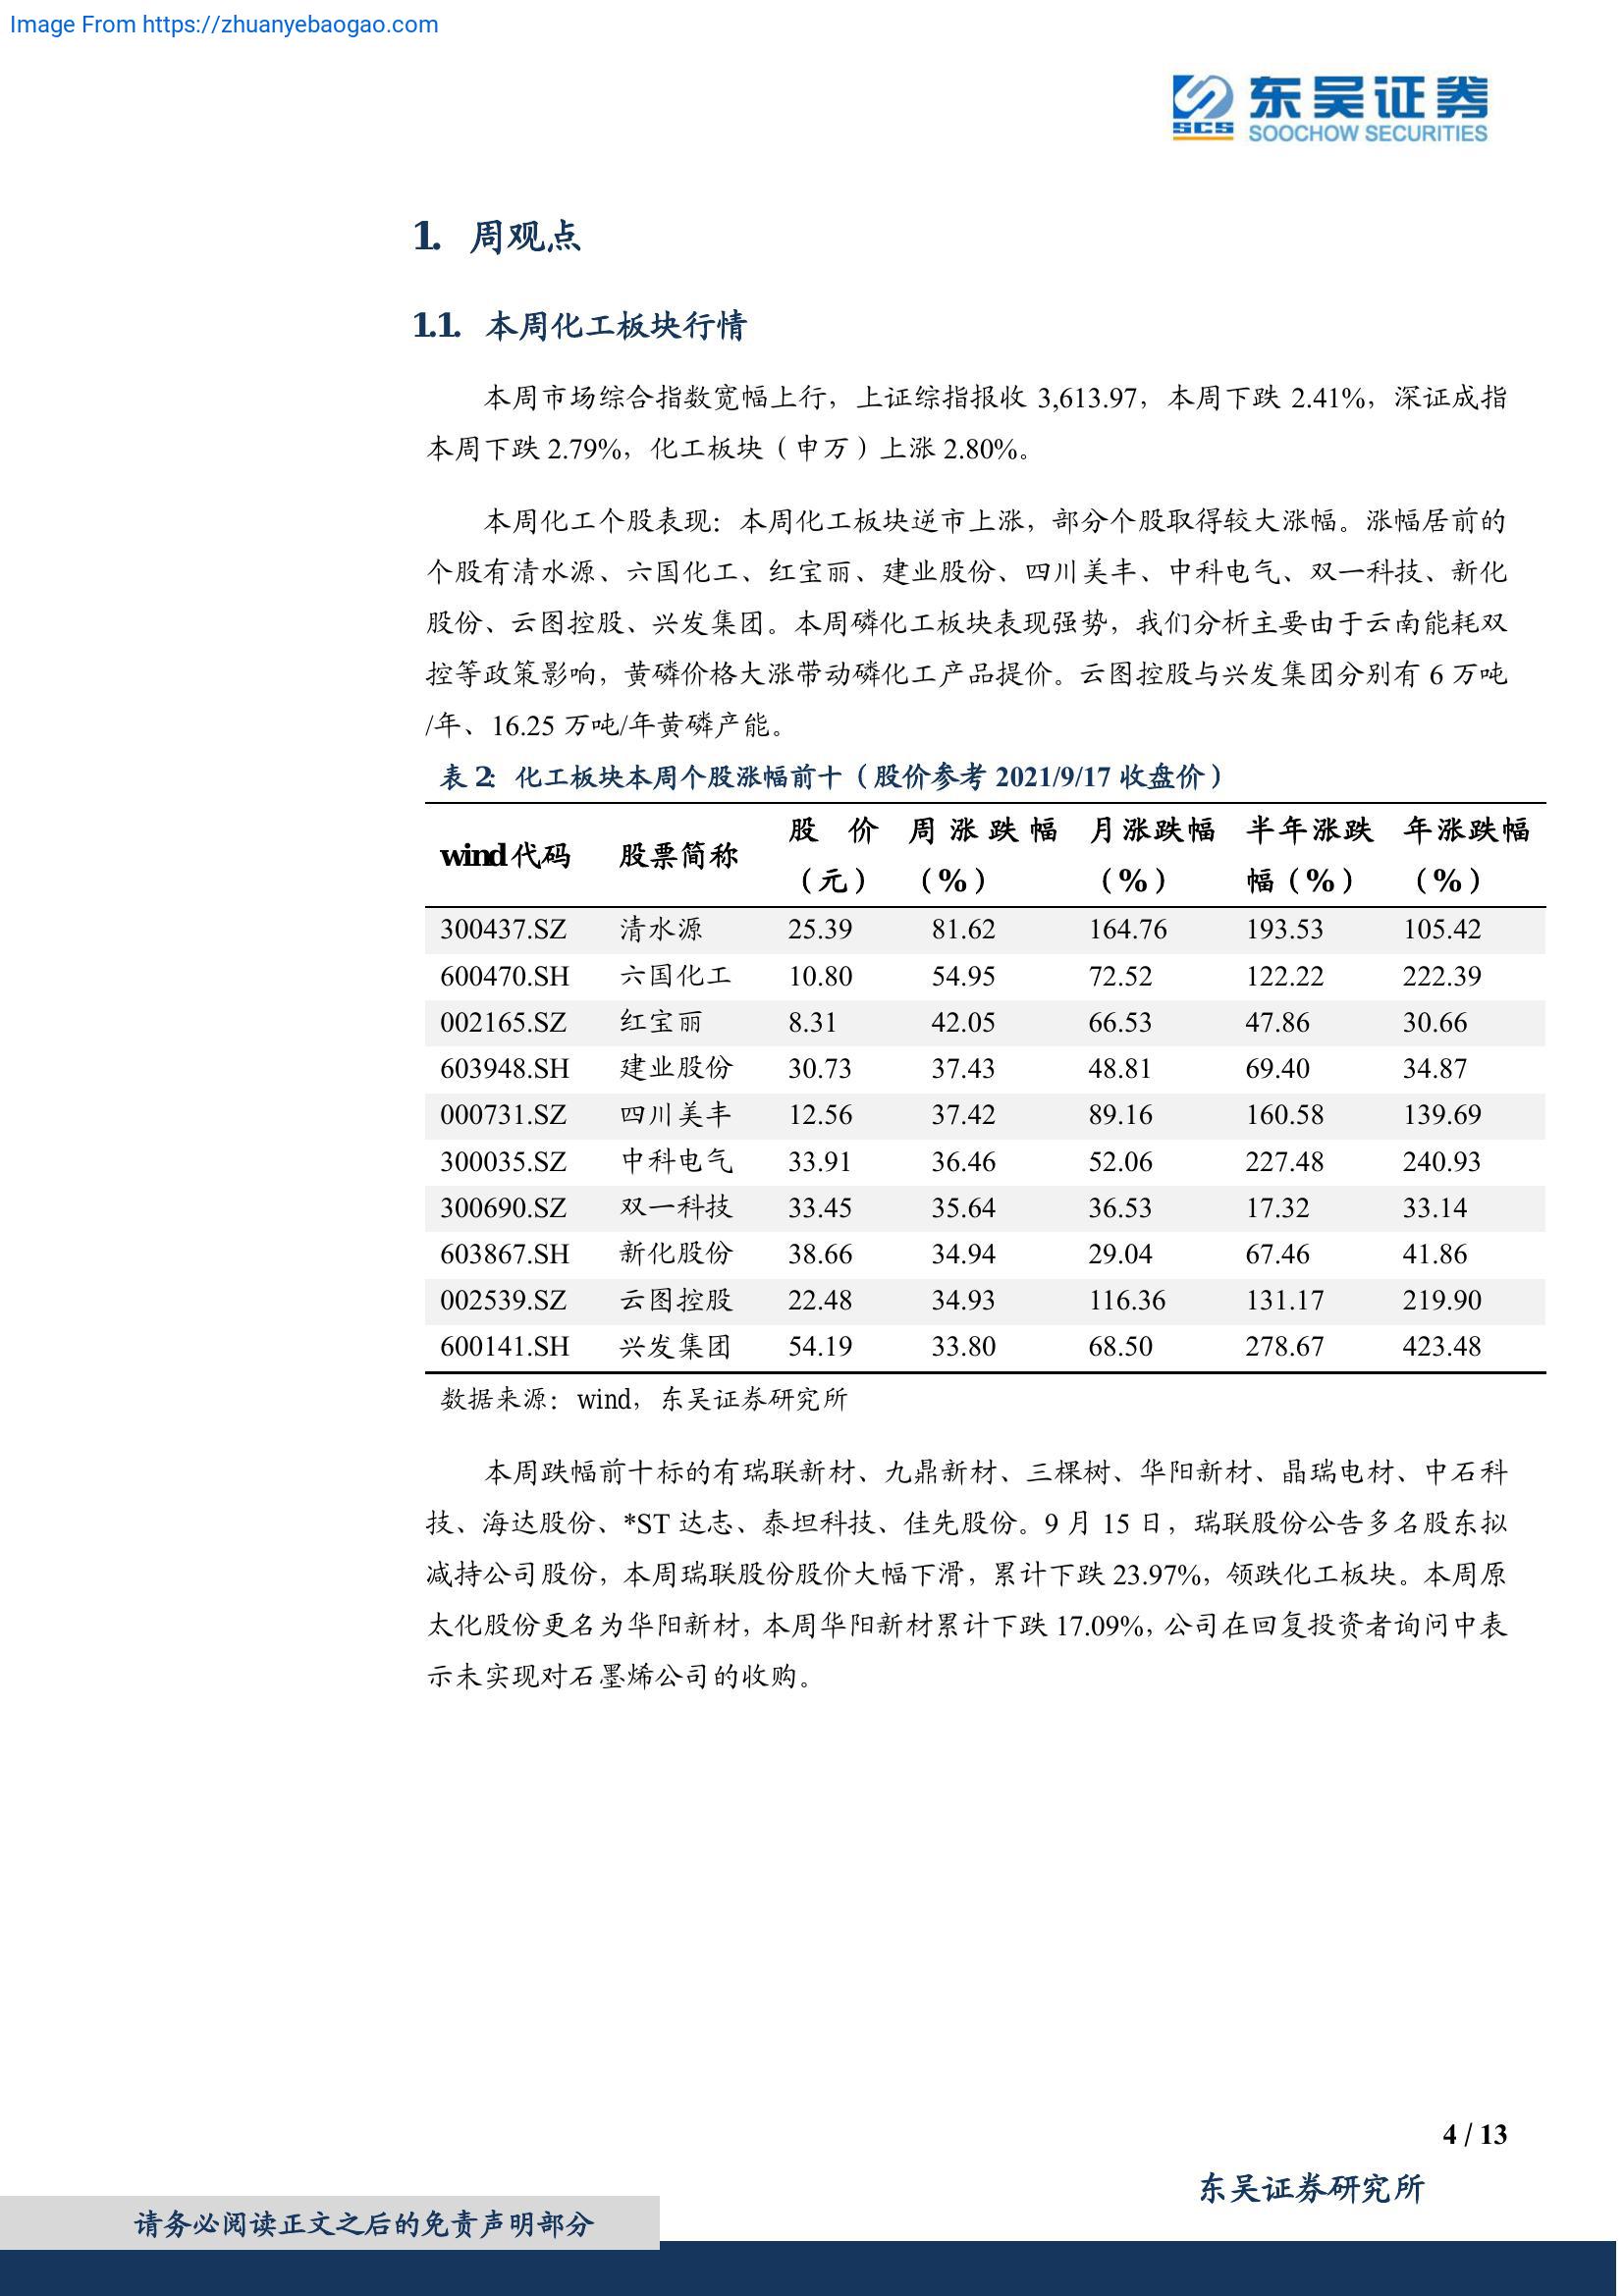 Image From https://zhuanyebaogao.com
SCS 东吴证券
SOOCHOW SECURITIES
1. 周观点
1.1. 本周化工板块行情
本周市场综合指数宽幅上行，上证综指报收 3,613.97，本周下跌 2.41%，深证成指
本周下跌 2.79%，化工板块（申万）上涨 2.80%。
本周化工个股表现：本周化工板块逆市上涨，部分个股取得较大涨幅。涨幅居前的
个股有清水源、六国化工、红宝丽、建业股份、四川美丰、中科电气、双一科技、新化
股份、云图控股、兴发集团。本周磷化工板块表现强势，我们分析主要由于云南能耗双
控等政策影响，黄磷价格大涨带动磷化工产品提价。云图控股与兴发集团分别有 6 万吨
/年、16.25 万吨/年黄磷产能。
表 2: 化工板块本周个股涨幅前十（股价参考 2021/9/17 收盘价）
wind 代码 股票简称 股 价（元） 周涨跌幅（%） 月涨跌幅（%） 半年涨跌幅（%） 年涨跌幅（%）
300437.SZ 清水源 25.39 81.62 164.76 193.53 105.42
600470.SH 六国化工 10.80 54.95 72.52 122.22 222.39
002165.SZ 红宝丽 8.31 42.05 66.53 47.86 30.66
603948.SH 建业股份 30.73 37.43 48.81 69.40 34.87
000731.SZ 四川美丰 12.56 37.42 89.16 160.58 139.69
300035.SZ 中科电气 33.91 36.46 52.06 227.48 240.93
300690.SZ 双一科技 33.45 35.64 36.53 17.32 33.14
603867.SH 新化股份 38.66 34.94 29.04 67.46 41.86
002539.SZ 云图控股 22.48 34.93 116.36 131.17 219.90
600141.SH 兴发集团 54.19 33.80 68.50 278.67 423.48
数据来源：wind，东吴证券研究所
本周跌幅前十标的有瑞联新材、九鼎新材、三棵树、华阳新材、晶瑞电材、中石科
技、海达股份、*ST 达志、泰坦科技、佳先股份。9 月 15 日，瑞联股份公告多名股东拟
减持公司股份，本周瑞联股份股价大幅下滑，累计下跌 23.97%，领跌化工板块。本周原
太化股份更名为华阳新材，本周华阳新材累计下跌 17.09%，公司在回复投资者询问中表
示未实现对石墨烯公司的收购。
4 / 13
东吴证券研究所
请务必阅读正文之后的免责声明部分